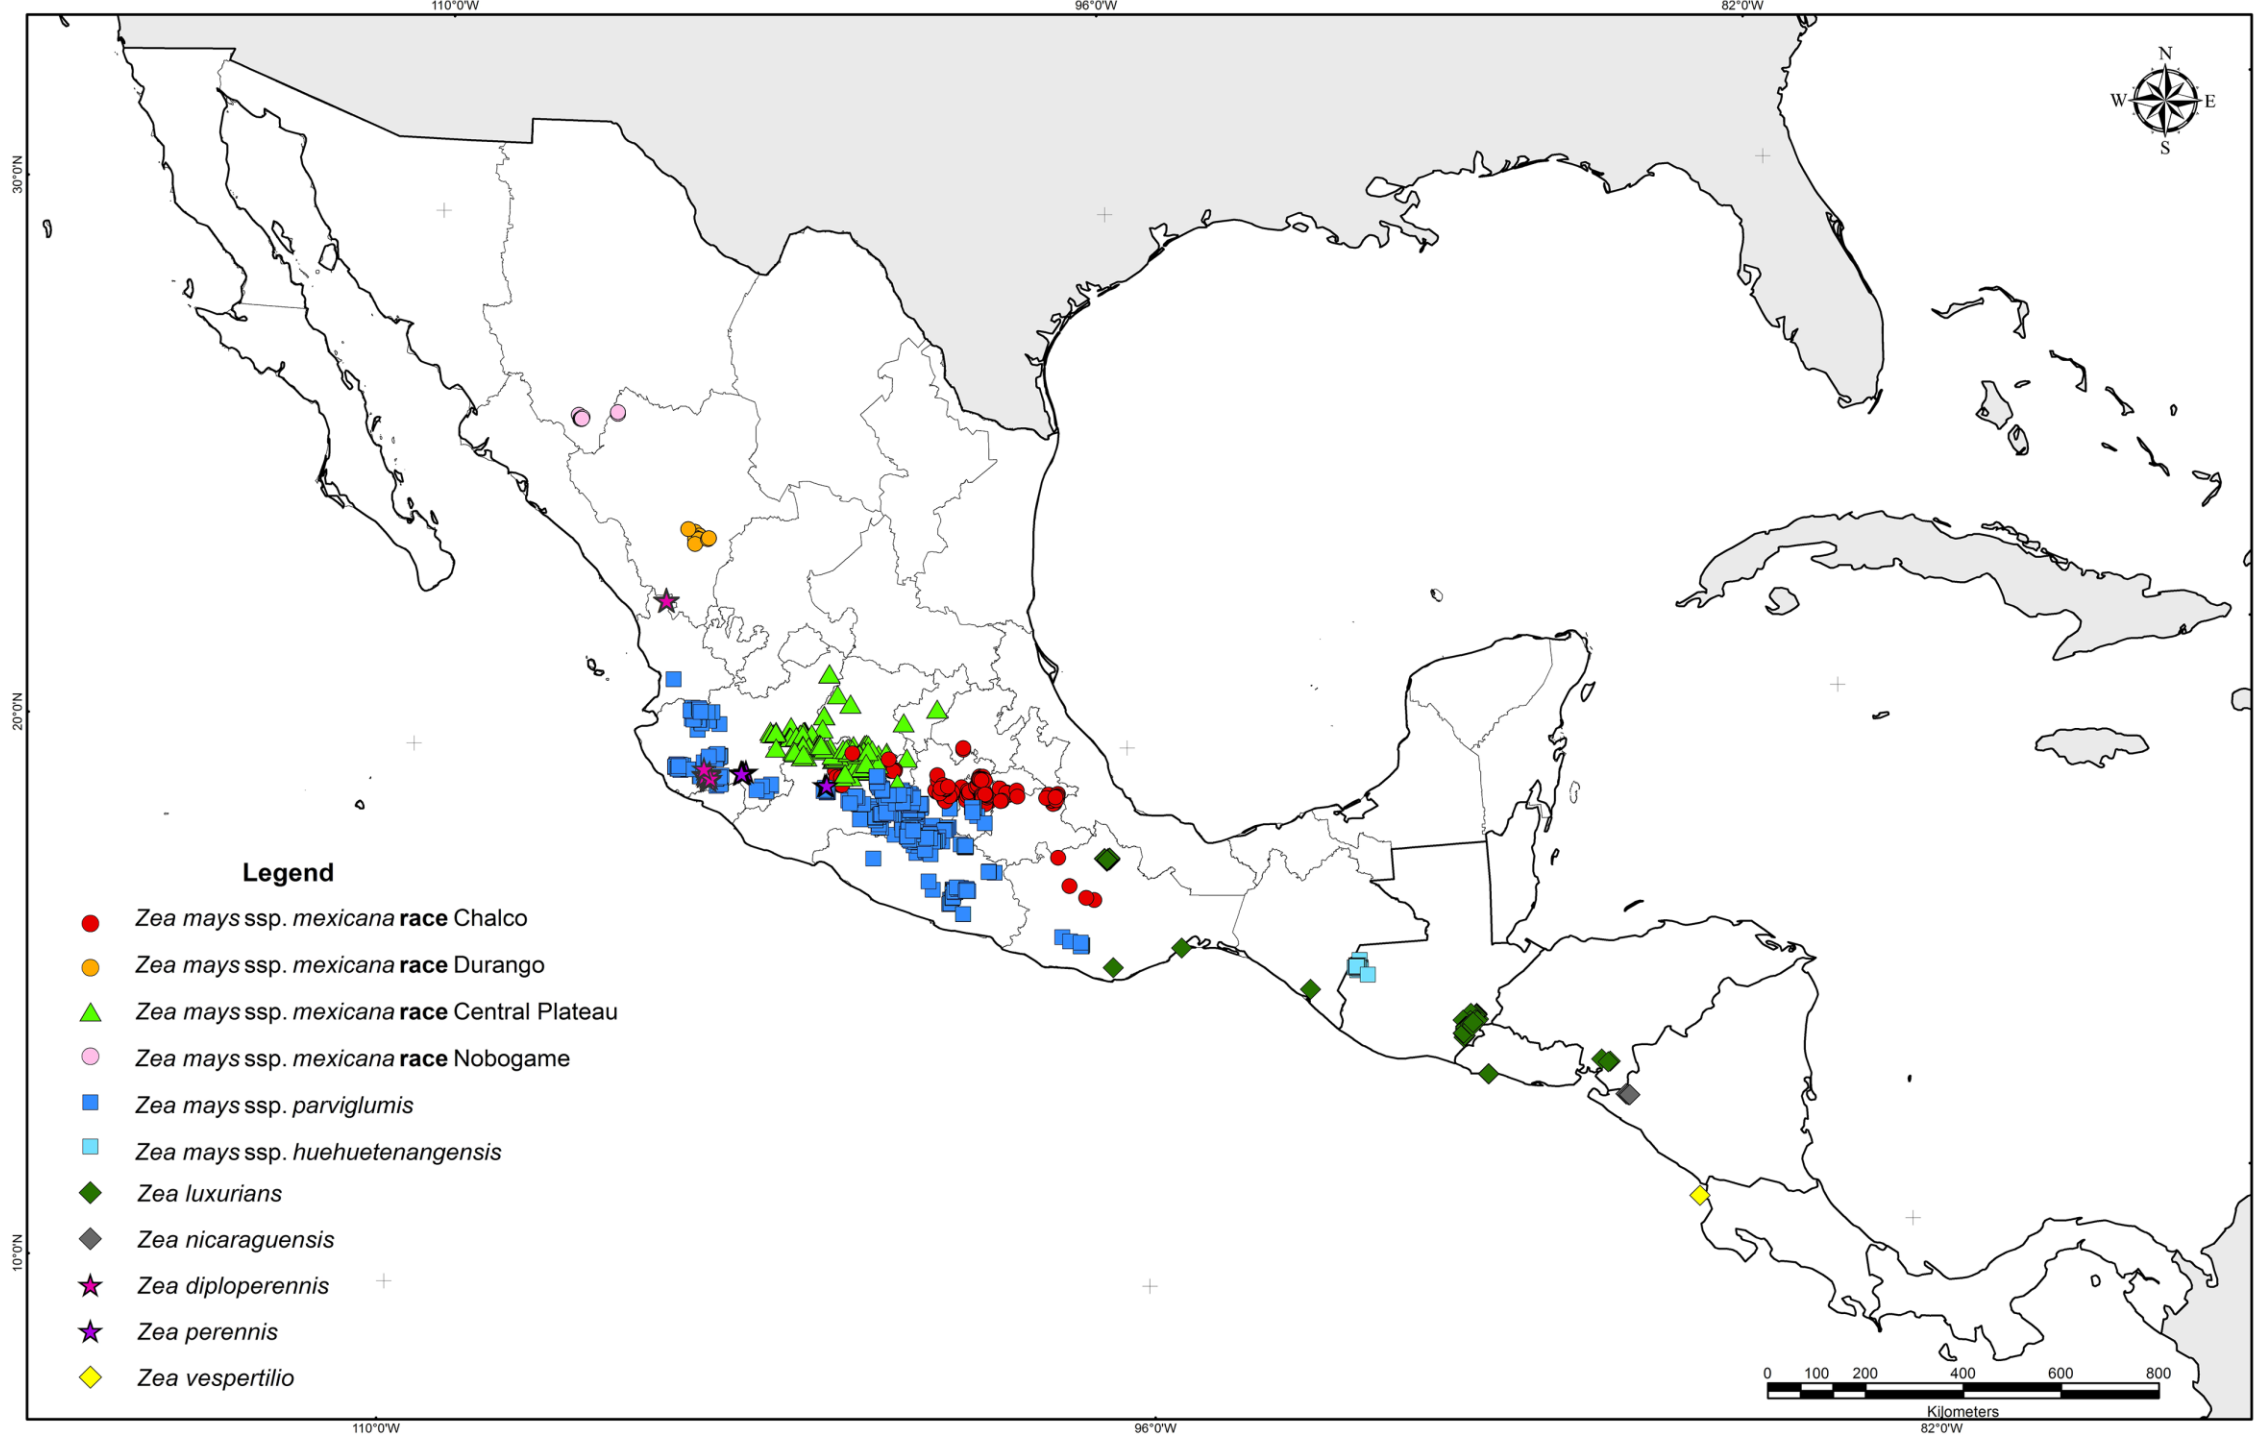 110°0'W 96°0'W 82°0'W
N
W E
S
30°0'N
20°0'N
10°0'N
Legend
Zea mays ssp. mexicana race Chalco
Zea mays ssp. mexicana race Durango
Zea mays ssp. mexicana race Central Plateau
Zea mays ssp. mexicana race Nobogame
Zea mays ssp. parviglumis
Zea mays ssp. huehuetenangensis
Zea luxurians
Zea nicaraguensis
Zea diploperennis
Zea perennis
Zea vespertilio
0 100 200 400 600 800
Kilometers
110°0'W 96°0'W 82°0'W